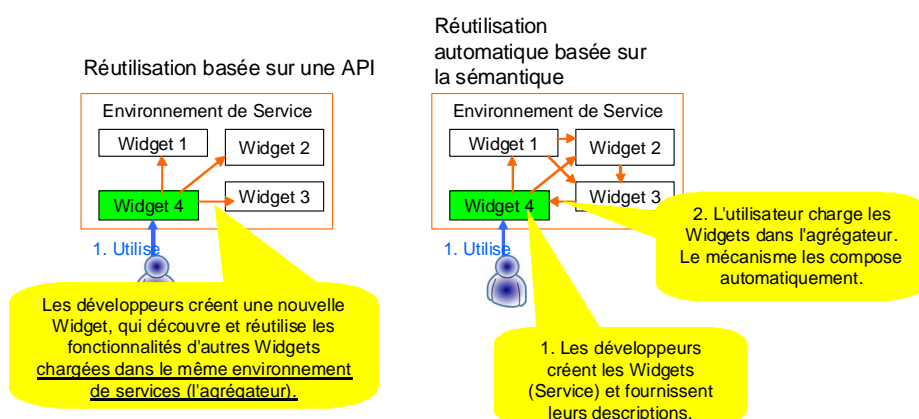 Réutilisation basée sur une API
Environnement de Service
Widget 1
Widget 2
Widget 4
Widget 3
1. Utilise
Les développeurs créent une nouvelle
Widget, qui découvre et réutilise les
fonctionnalités d'autres Widgets
chargées dans le même environnement
de services (l'agrégateur).
Réutilisation
automatique basée sur
la sémantique
Environnement de Service
Widget 1
Widget 2
Widget 4
Widget 3
1. Utilise
2. L'utilisateur charge les
Widgets dans l'agrégateur.
Le mécanisme les compose
automatiquement.
1. Les développeurs
créent les Widgets
(Service) et fournissent
leurs descriptions.